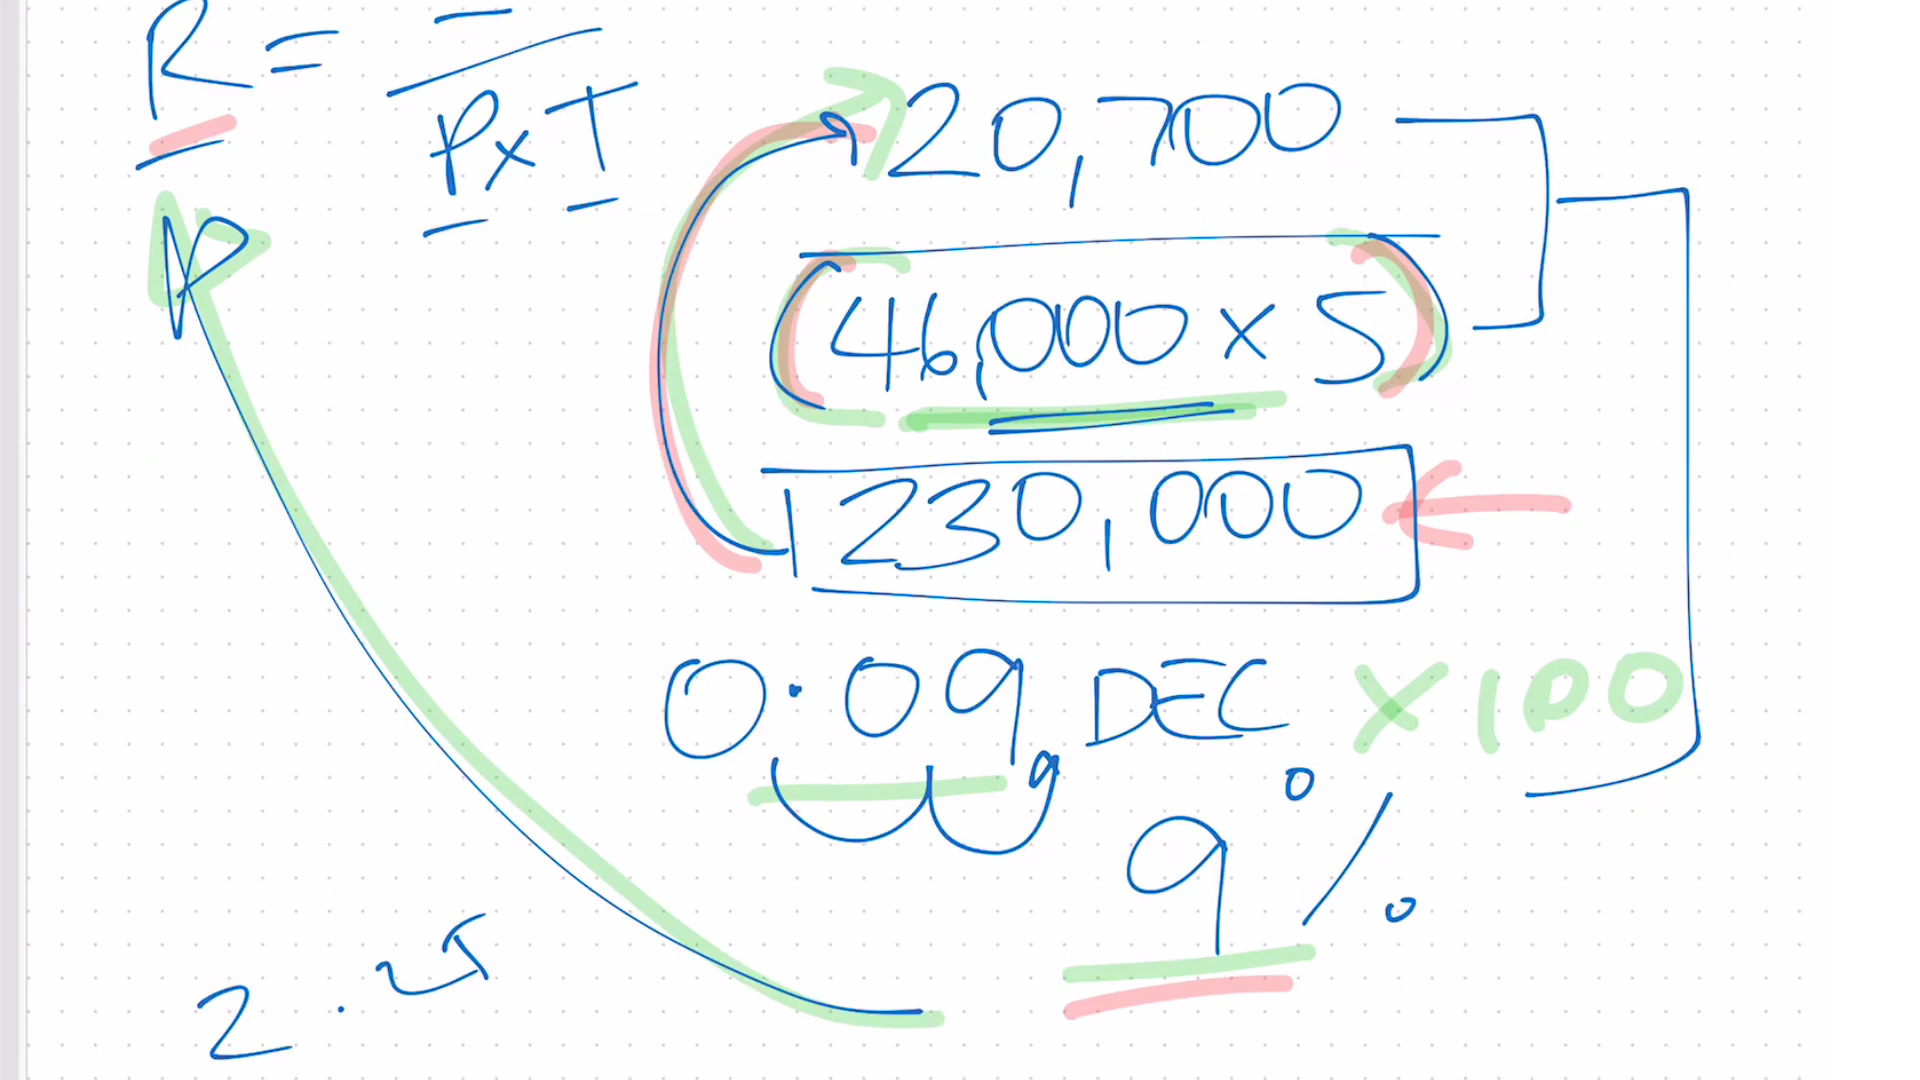 R =
P x T
20,700
(46,000 x 5)
230,000
0.09 DEC x100
9%
2.25